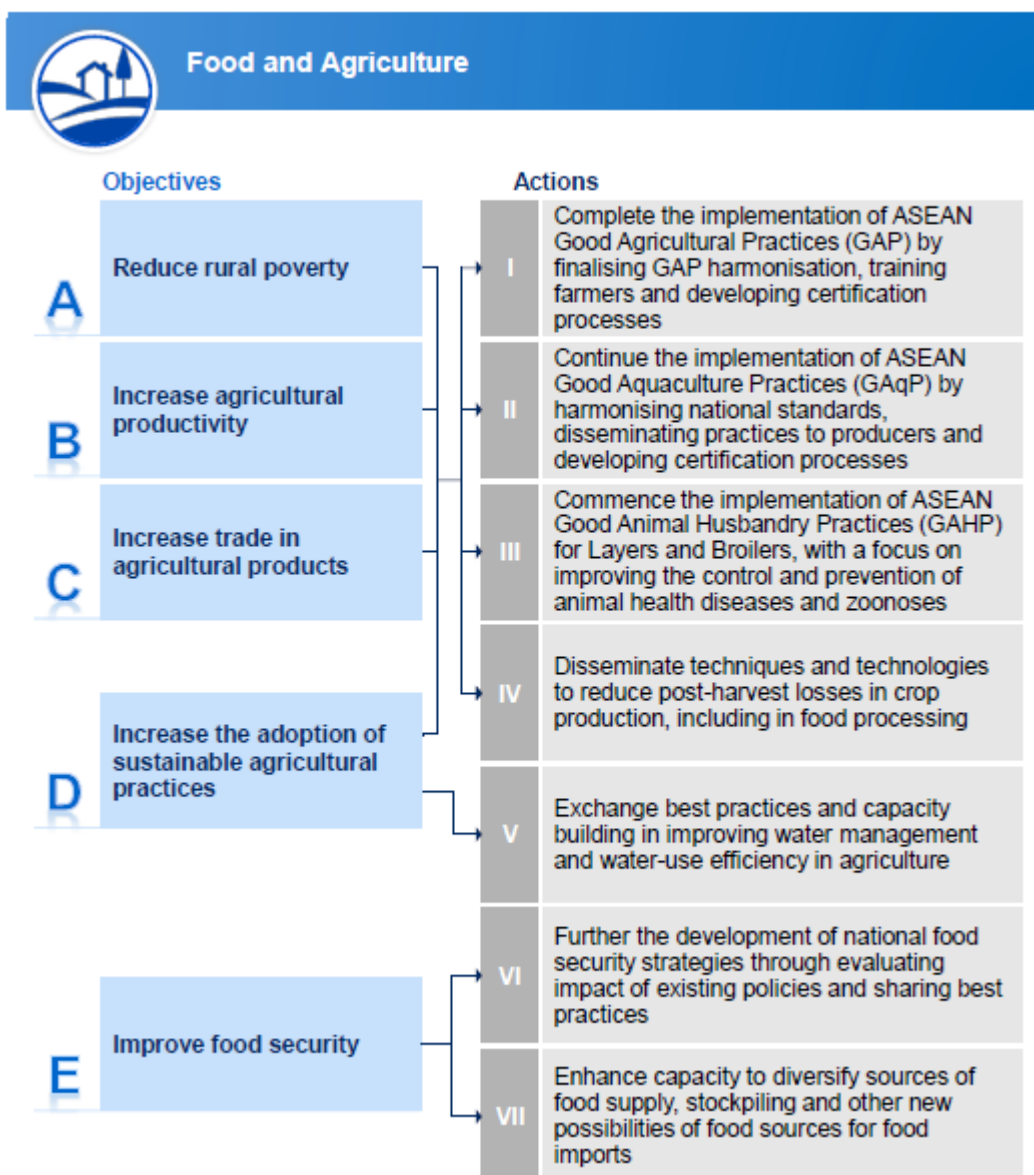 Food and Agriculture
Objectives
Actions
A
Reduce rural poverty
B
Increase agricultural
productivity
C
Increase trade in
agricultural products
D
Increase the adoption of
sustainable agricultural
practices
E
Improve food security
I
Complete the implementation of ASEAN
Good Agricultural Practices (GAP) by
finalising GAP harmonisation, training
farmers and developing certification
processes
II
Continue the implementation of ASEAN
Good Aquaculture Practices (GAqP) by
harmonising national standards,
disseminating practices to producers and
developing certification processes
III
Commence the implementation of ASEAN
Good Animal Husbandry Practices (GAHP)
for Layers and Broilers, with a focus on
improving the control and prevention of
animal health diseases and zoonoses
IV
Disseminate techniques and technologies
to reduce post-harvest losses in crop
production, including in food processing
V
Exchange best practices and capacity
building in improving water management
and water-use efficiency in agriculture
VI
Further the development of national food
security strategies through evaluating
impact of existing policies and sharing best
practices
VII
Enhance capacity to diversify sources of
food supply, stockpiling and other new
possibilities of food sources for food
imports